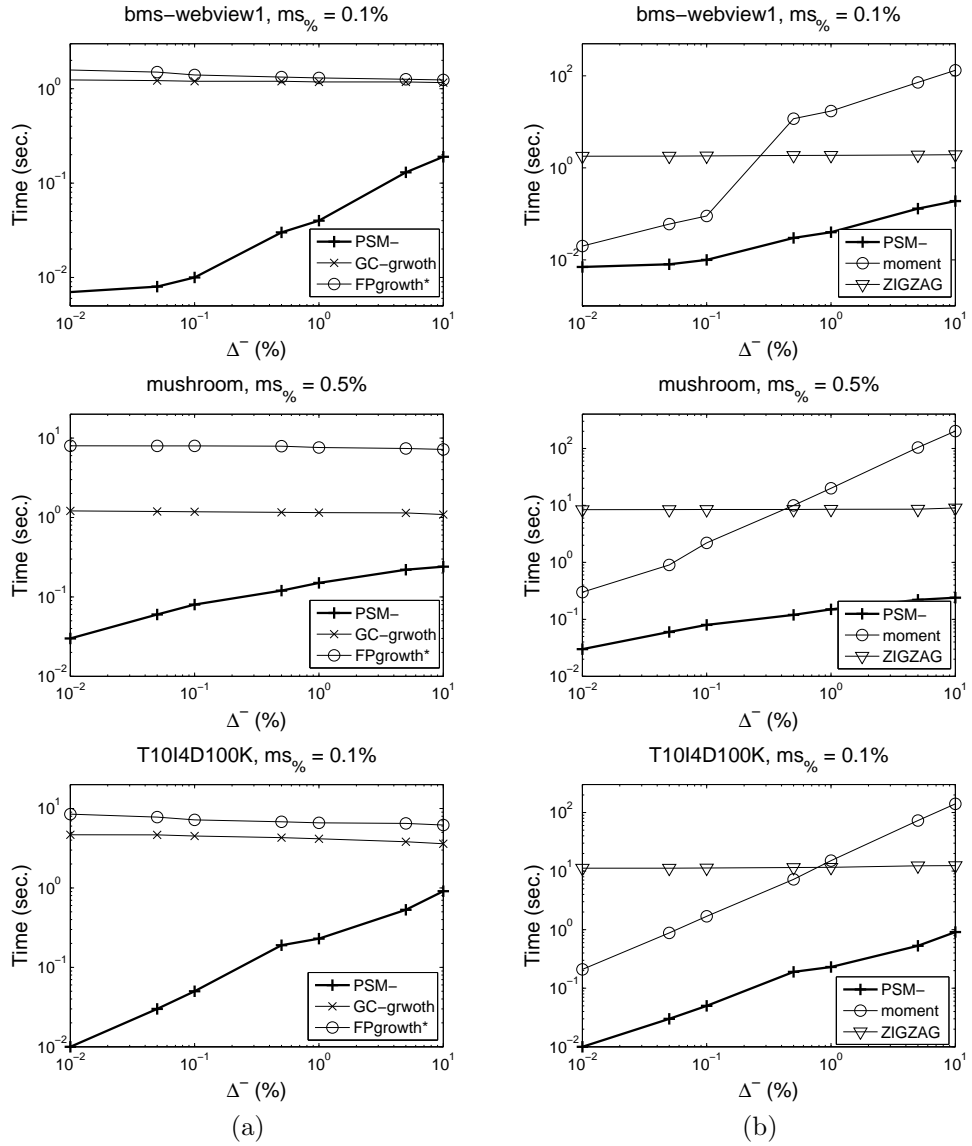 bms−webview1, ms% = 0.1%
10^0
10^−1
10^−2
Time (sec.)
PSM−
GC−grwoth
FPgrowth*
10^−2
10^−1
10^0
10^1
Δ^− (%)
bms−webview1, ms% = 0.1%
10^2
10^0
10^−2
Time (sec.)
PSM−
moment
ZIGZAG
10^−2
10^−1
10^0
10^1
Δ^− (%)
mushroom, ms% = 0.5%
10^1
10^0
10^−1
10^−2
Time (sec.)
PSM−
GC−grwoth
FPgrowth*
10^−2
10^−1
10^0
10^1
Δ^− (%)
mushroom, ms% = 0.5%
10^2
10^1
10^0
10^−1
10^−2
Time (sec.)
PSM−
moment
ZIGZAG
10^−2
10^−1
10^0
10^1
Δ^− (%)
T10I4D100K, ms% = 0.1%
10^1
10^0
10^−1
10^−2
Time (sec.)
PSM−
GC−grwoth
FPgrowth*
10^−2
10^−1
10^0
10^1
Δ^− (%)
T10I4D100K, ms% = 0.1%
10^2
10^1
10^0
10^−1
10^−2
Time (sec.)
PSM−
moment
ZIGZAG
10^−2
10^−1
10^0
10^1
Δ^− (%)
(a)
(b)